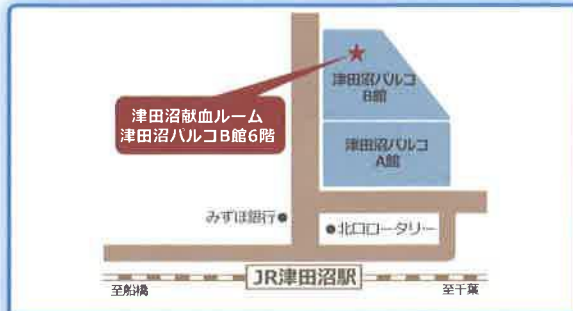 津田沼パルコ
B館
津田沼献血ルーム
津田沼パルコB館6階
津田沼パルコ
A館
みずほ銀行
北口ロータリー
JR津田沼駅
至船橋
至千葉